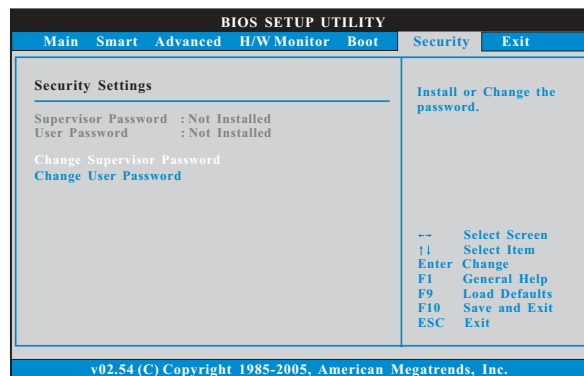 BIOS SETUP UTILITY
Main Smart Advanced H/W Monitor Boot Security Exit
Security Settings
Supervisor Password : Not Installed
User Password : Not Installed
Change Supervisor Password
Change User Password
Install or Change the
password.
←→ Select Screen
↑↓ Select Item
Enter Change
F1 General Help
F9 Load Defaults
F10 Save and Exit
ESC Exit
v02.54 (C) Copyright 1985-2005, American Megatrends, Inc.